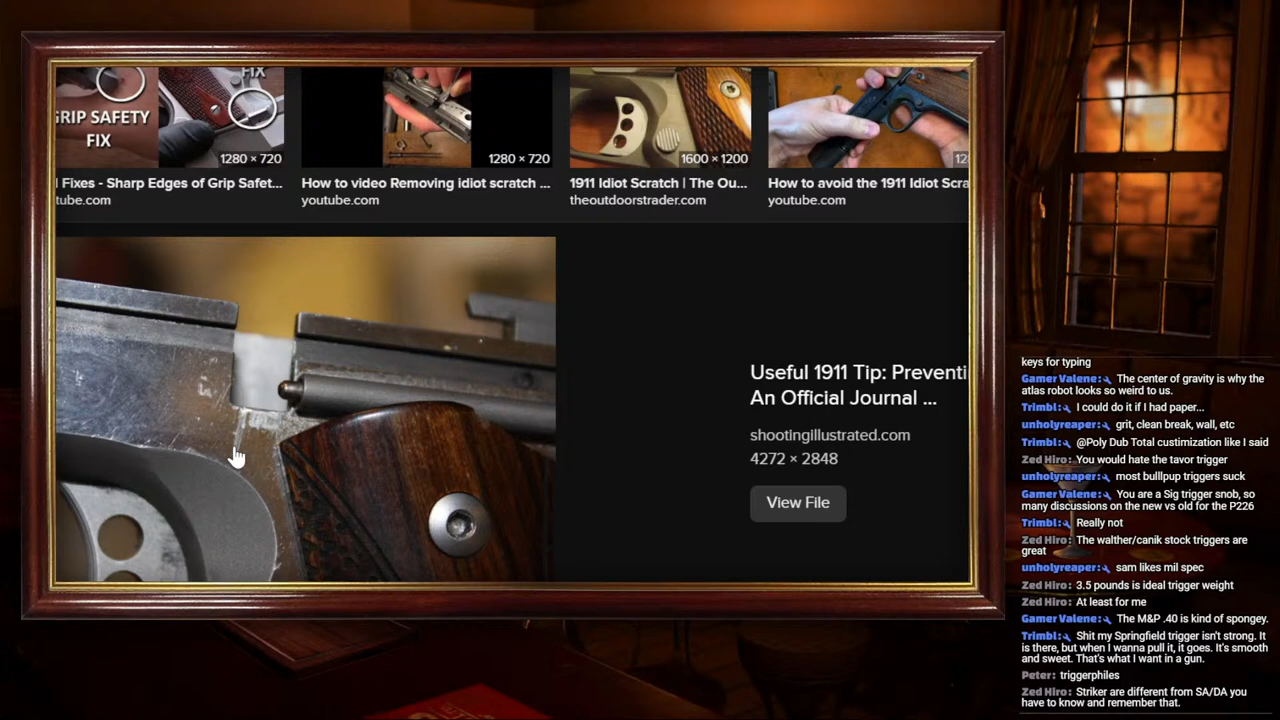 FIX
GRIP SAFETY
FIX
1280 × 720
1280 × 720
1600 × 1200
Fixes - Sharp Edges of Grip Safet...
tube.com
How to video Removing idiot scratch ...
youtube.com
1911 Idiot Scratch | The Ou...
theoutdoorstrader.com
How to avoid the 1911 Idiot Scra
youtube.com
Useful 1911 Tip: Preventi
An Official Journal ...
shootingillustrated.com
4272 × 2848
View File
keys for typing
Gamer Valene: The center of gravity is why the
atlas robot looks so weird to us.
Trimbl: I could do it if I had paper...
unholyreaper: grit, clean break, wall, etc
Trimbl: @Poly Dub Total custimization like I said
Zed Hiro: You would hate the tavor trigger
unholyreaper: most bulllpup triggers suck
Gamer Valene: You are a Sig trigger snob, so
many discussions on the new vs old for the P226
Trimbl: Really not
Zed Hiro: The walther/canik stock triggers are
great
unholyreaper: sam likes mil spec
Zed Hiro: 3.5 pounds is ideal trigger weight
Zed Hiro: At least for me
Gamer Valene: The M&P .40 is kind of spongey.
Trimbl: Shit my Springfield trigger isn't strong. It
is there, but when I wanna pull it, it goes. It's smooth
and sweet. That's what I want in a gun.
Peter: triggerphiles
Zed Hiro: Striker are different from SA/DA you
have to know and remember that.